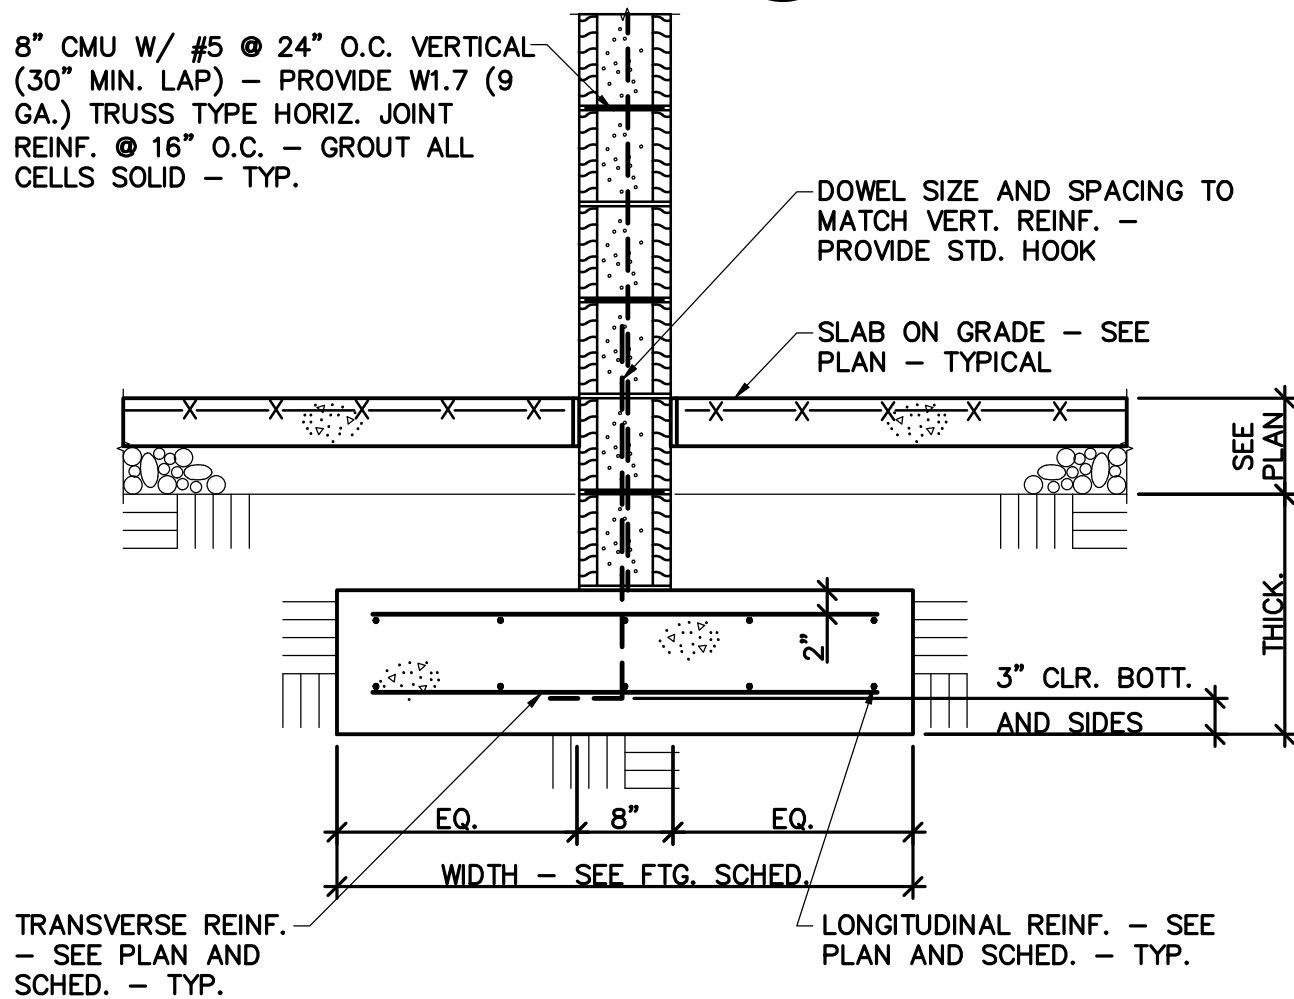 8" CMU W/ #5 @ 24" O.C. VERTICAL
(30" MIN. LAP) – PROVIDE W1.7 (9
GA.) TRUSS TYPE HORIZ. JOINT
REINF. @ 16" O.C. – GROUT ALL
CELLS SOLID – TYP.
DOWEL SIZE AND SPACING TO
MATCH VERT. REINF. –
PROVIDE STD. HOOK
SLAB ON GRADE – SEE
PLAN – TYPICAL
SEE
PLAN
THICK.
2"
3" CLR. BOTT.
AND SIDES
EQ.
8"
EQ.
WIDTH – SEE FTG. SCHED.
TRANSVERSE REINF.
– SEE PLAN AND
SCHED. – TYP.
LONGITUDINAL REINF. – SEE
PLAN AND SCHED. – TYP.